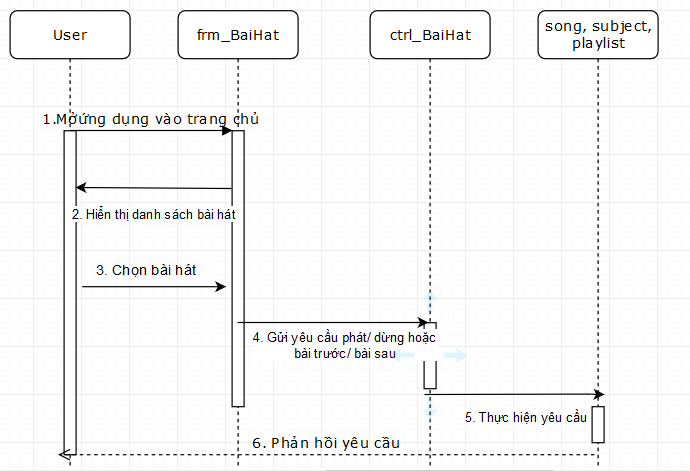 User
frm_BaiHat
ctrl_BaiHat
song, subject,
playlist
1.Mởứng dụng vào trang chủ
2. Hiển thị danh sách bài hát
3. Chọn bài hát
4. Gửi yêu cầu phát/ dừng hoặc
bài trước/ bài sau
5. Thực hiện yêu cầu
6. Phản hồi yêu cầu